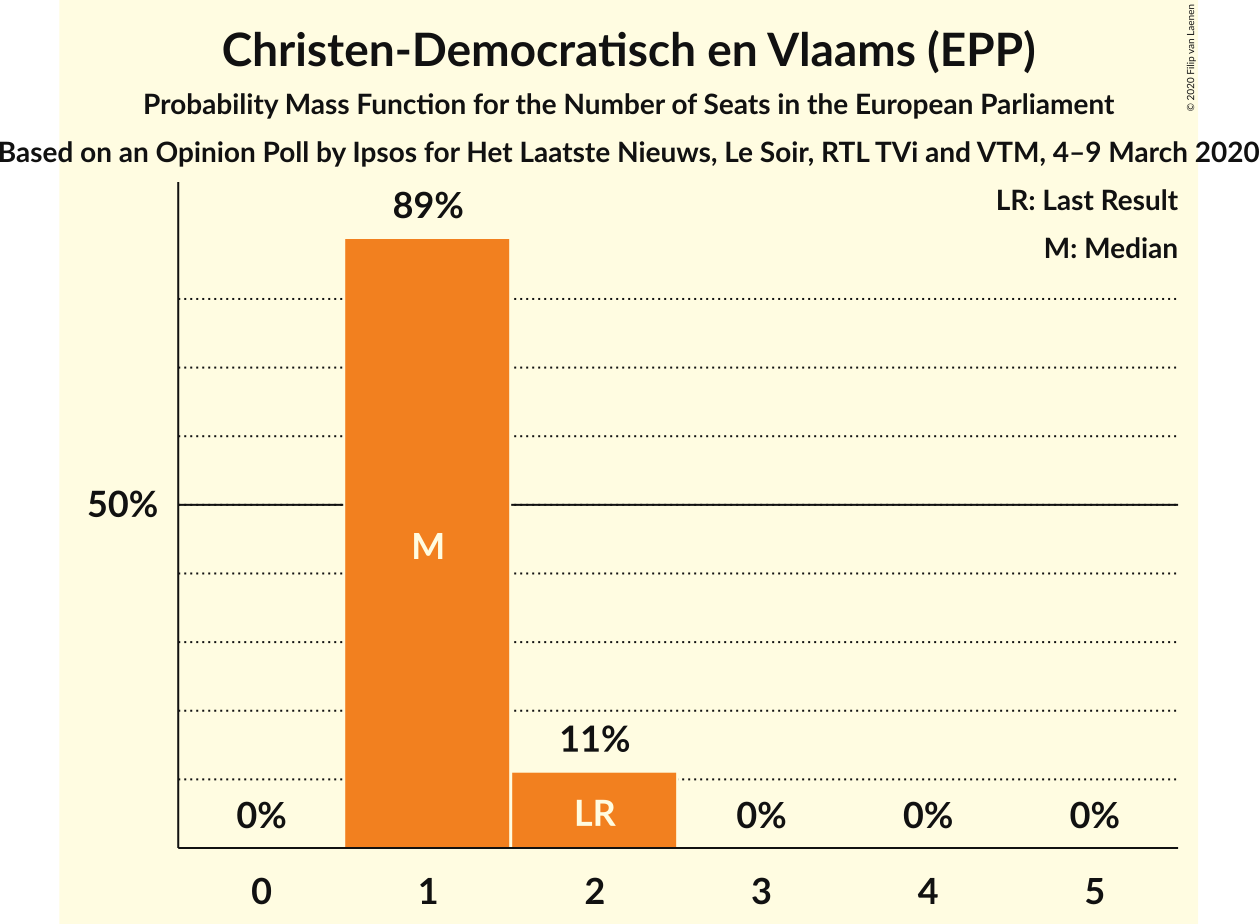 Christen-Democratisch en Vlaams (EPP)
Probability Mass Function for the Number of Seats in the European Parliament
Based on an Opinion Poll by Ipsos for Het Laatste Nieuws, Le Soir, RTL TVi and VTM, 4–9 March 2020
© 2020 Filip van Laenen
LR: Last Result
M: Median
89%
50%
M
11%
LR
0%
0%
0%
0%
0
1
2
3
4
5